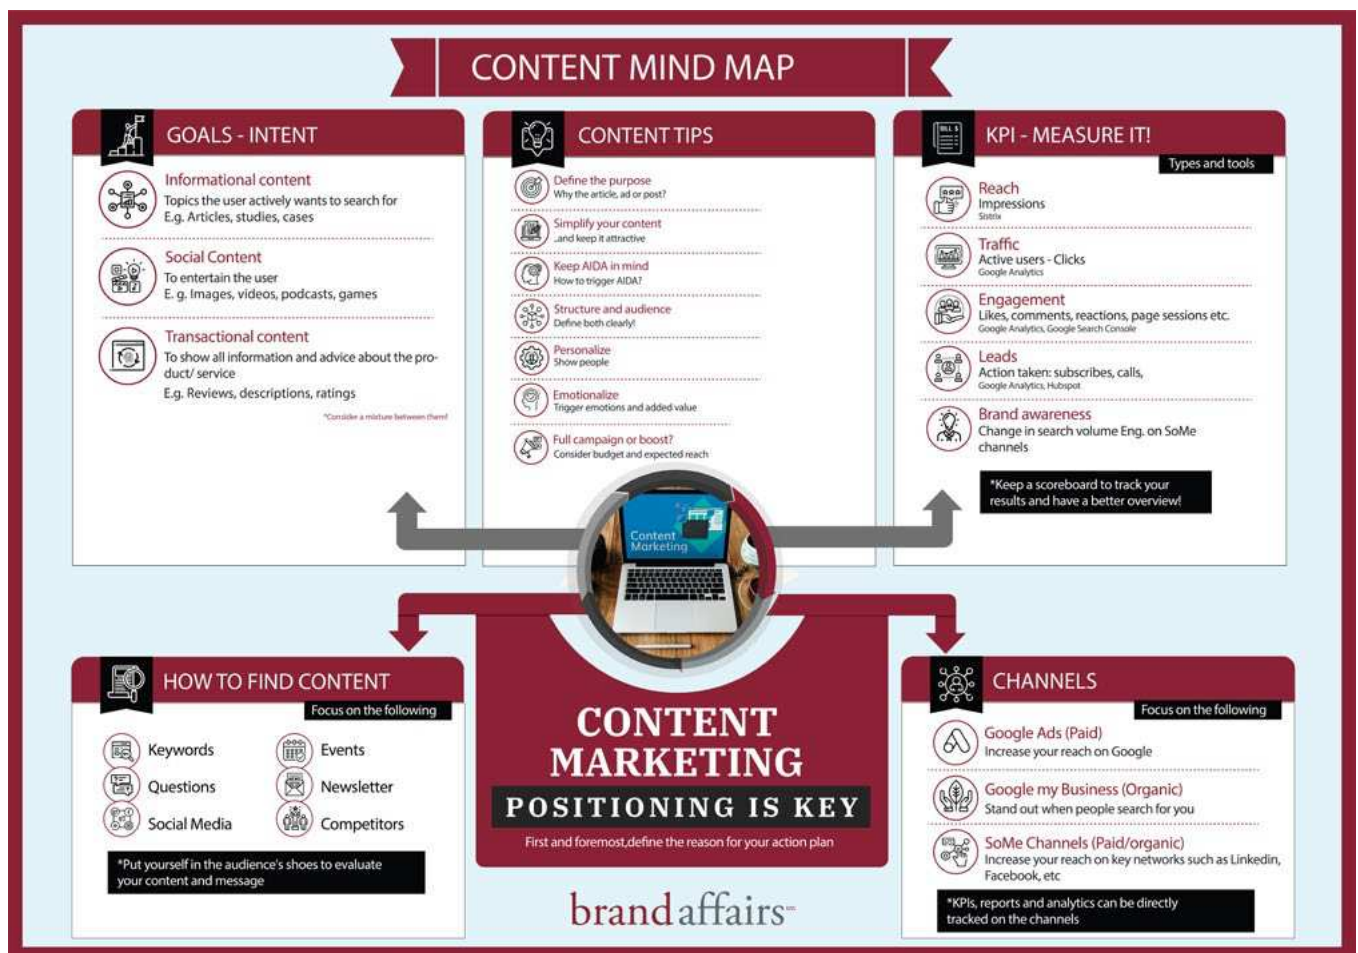 CONTENT MIND MAP
GOALS - INTENT
Informational content
Topics the user actively wants to search for
E.g. Articles, studies, cases
Social Content
To entertain the user
E. g. Images, videos, podcasts, games
Transactional content
To show all information and advice about the pro-
duct/ service
E.g. Reviews, descriptions, ratings
*Consider a mixture between them!
CONTENT TIPS
Define the purpose
Why the article, ad or post?
Simplify your content
..and keep it attractive
Keep AIDA in mind
How to trigger AIDA?
Structure and audience
Define both clearly!
Personalize
Show people
Emotionalize
Trigger emotions and added value
Full campaign or boost?
Consider budget and expected reach
BILL $
KPI - MEASURE IT!
Types and tools
Reach
Impressions
Sistrix
Traffic
Active users - Clicks
Google Analytics
Engagement
Likes, comments, reactions, page sessions etc.
Google Analytics, Google Search Console
Leads
Action taken: subscribes, calls,
Google Analytics, Hubspot
Brand awareness
Change in search volume Eng. on SoMe
channels
*Keep a scoreboard to track your
results and have a better overview!
Content
Marketing
HOW TO FIND CONTENT
Focus on the following
Keywords
Events
Questions
Newsletter
Social Media
Competitors
*Put yourself in the audience's shoes to evaluate
your content and message
CONTENT
MARKETING
POSITIONING IS KEY
First and foremost,define the reason for your action plan
brandaffairs
CHANNELS
Focus on the following
Google Ads (Paid)
Increase your reach on Google
Google my Business (Organic)
Stand out when people search for you
SoMe Channels (Paid/organic)
Increase your reach on key networks such as Linkedin,
Facebook, etc
*KPIs, reports and analytics can be directly
tracked on the channels